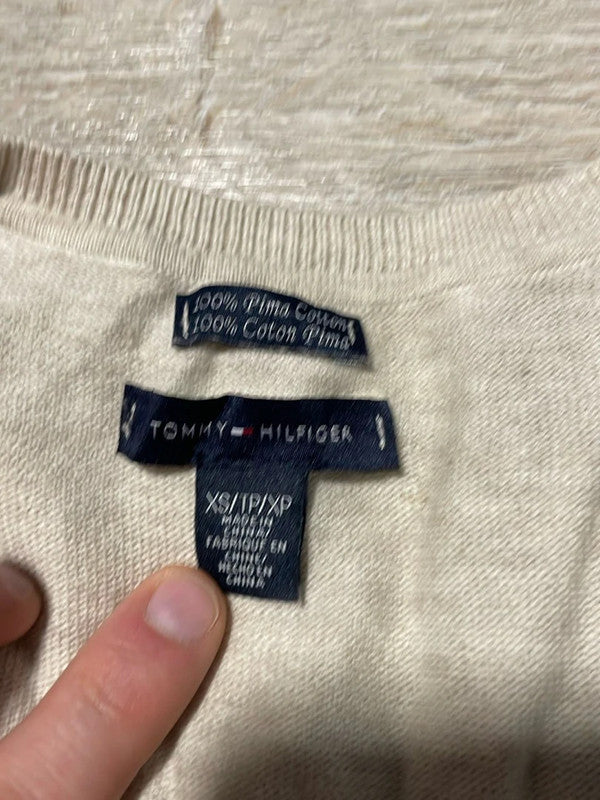 100% Pima Cotton
100% Coton Pima
TOMMY HILFIGER
XS/TP/XP
MADE IN
CHINA/
FABRIQUE EN
CHINE/
HECHO EN
CHINA